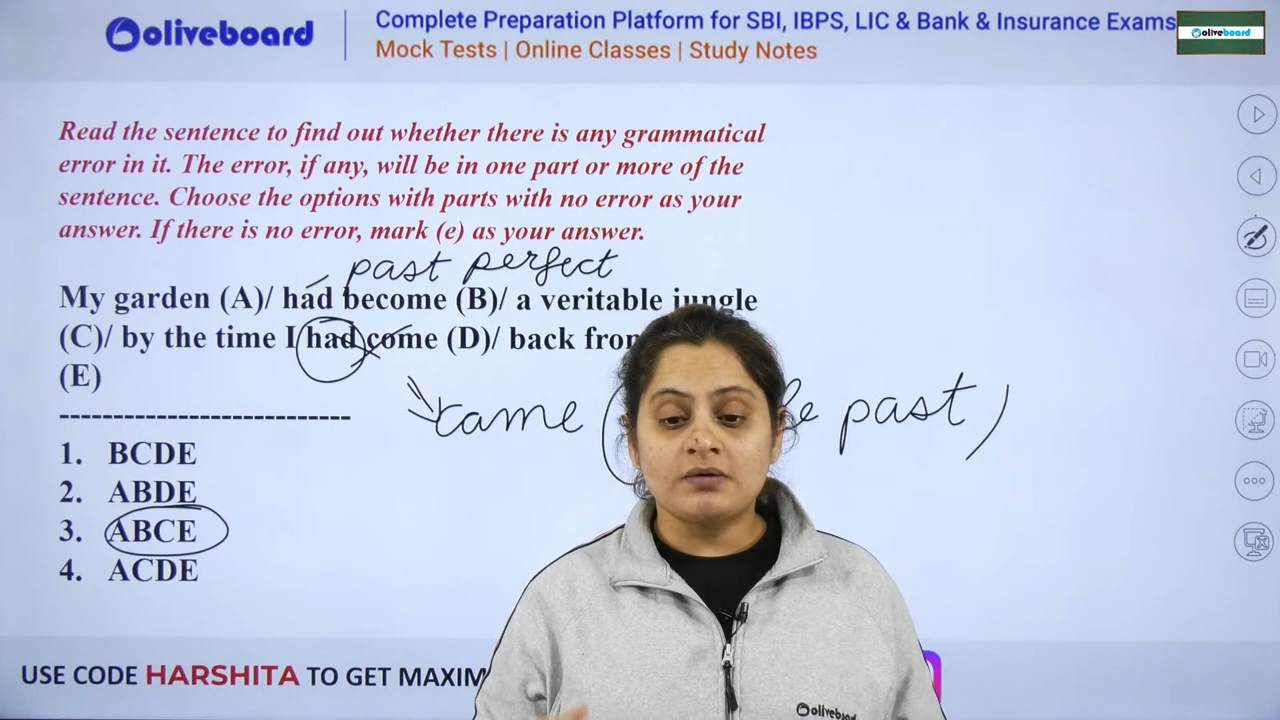 oliveboard
Complete Preparation Platform for SBI, IBPS, LIC & Bank & Insurance Exams
Mock Tests | Online Classes | Study Notes
oliveboard
Read the sentence to find out whether there is any grammatical
error in it. The error, if any, will be in one part or more of the
sentence. Choose the options with parts with no error as your
answer. If there is no error, mark (e) as your answer.
past perfect
My garden (A)/ had become (B)/ a veritable jungle
(C)/ by the time I had come (D)/ back
(E)
came ( past)
1. BCDE
2. ABDE
3. ABCE
4. ACDE
USE CODE HARSHITA TO GET
oliveboard